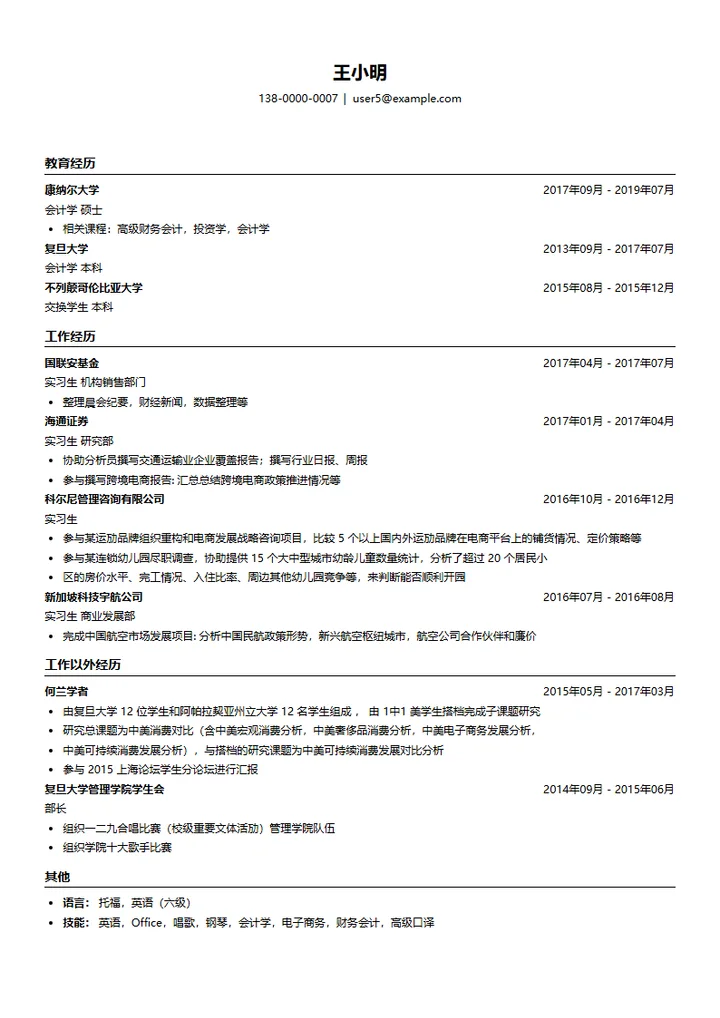 王小明
138-0000-0007 | user5@example.com
教育经历
康纳尔大学 2017年09月 - 2019年07月
会计学 硕士
• 相关课程：高级财务会计，投资学，会计学
复旦大学 2013年09月 - 2017年07月
会计学 本科
不列颠哥伦比亚大学 2015年08月 - 2015年12月
交换学生 本科
工作经历
国联安基金 2017年04月 - 2017年07月
实习生 机构销售部门
• 整理晨会纪要，财经新闻，数据整理等
海通证券 2017年01月 - 2017年04月
实习生 研究部
• 协助分析员撰写交通运输业企业覆盖报告；撰写行业日报、周报
• 参与撰写跨境电商报告: 汇总总结跨境电商政策推进情况等
科尔尼管理咨询有限公司 2016年10月 - 2016年12月
实习生
• 参与某运动品牌组织重构和电商发展战略咨询项目，比较 5 个以上国内外运动品牌在电商平台上的铺货情况、定价策略等
• 参与某连锁幼儿园尽职调查，协助提供 15 个大中型城市幼龄儿童数量统计，分析了超过 20 个居民小
• 区的房价水平、完工情况、入住比率、周边其他幼儿园竞争等，来判断能否顺利开园
新加坡科技宇航公司 2016年07月 - 2016年08月
实习生 商业发展部
• 完成中国航空市场发展项目: 分析中国民航政策形势，新兴航空枢纽城市，航空公司合作伙伴和廉价
工作以外经历
何兰学者 2015年05月 - 2017年03月
• 由复旦大学 12 位学生和阿帕拉契亚州立大学 12 名学生组成 ， 由 1中1 美学生搭档完成子课题研究
• 研究总课题为中美消费对比（含中美宏观消费分析，中美奢侈品消费分析，中美电子商务发展分析，
• 中美可持续消费发展分析），与搭档的研究课题为中美可持续消费发展对比分析
• 参与 2015 上海论坛学生分论坛进行汇报
复旦大学管理学院学生会 2014年09月 - 2015年06月
部长
• 组织一二九合唱比赛（校级重要文体活动）管理学院队伍
• 组织学院十大歌手比赛
其他
• 语言： 托福，英语（六级）
• 技能： 英语，Office，唱歌，钢琴，会计学，电子商务，财务会计，高级口译